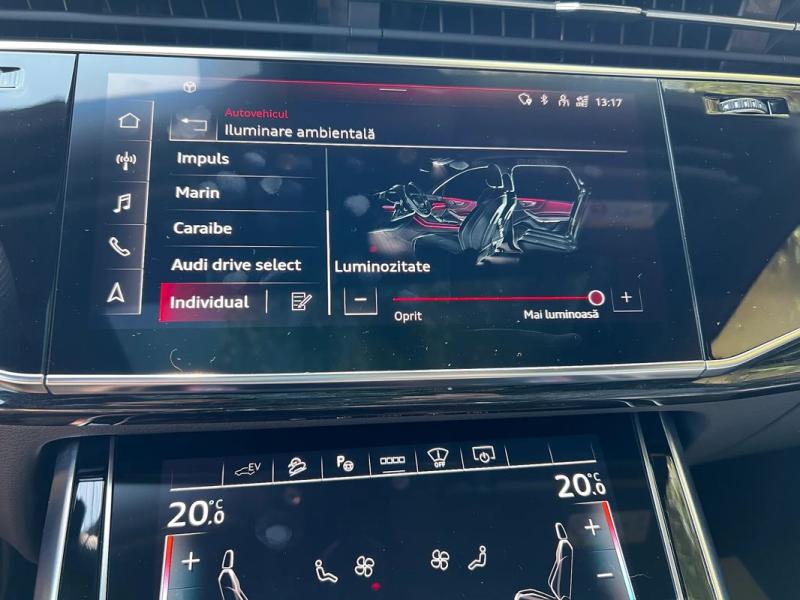 13:17
Autovehicul
Iluminare ambientală
Impuls
Marin
Caraibe
Audi drive select
Individual
Luminozitate
− +
Oprit
Mai luminoasă
EV
P
OFF
20.0 °C
20.0 °C
+
+
−